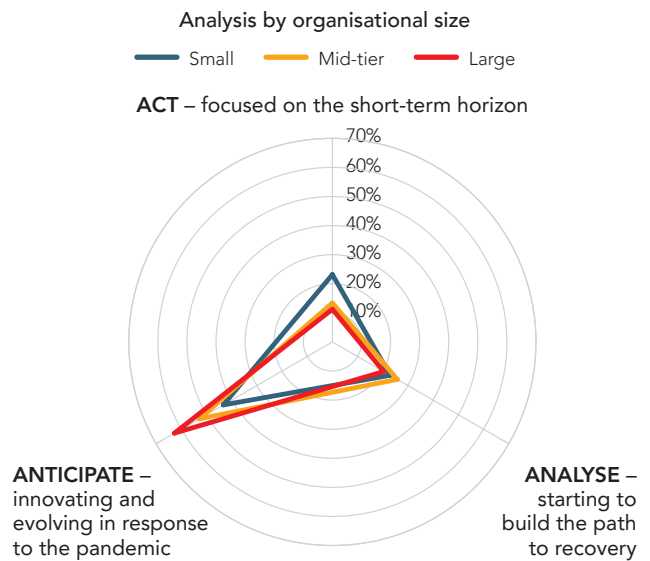 Analysis by organisational size
Small Mid-tier Large
ACT – focused on the short-term horizon
70%
60%
50%
40%
30%
20%
10%
ANTICIPATE –
innovating and
evolving in response
to the pandemic
ANALYSE –
starting to
build the path
to recovery